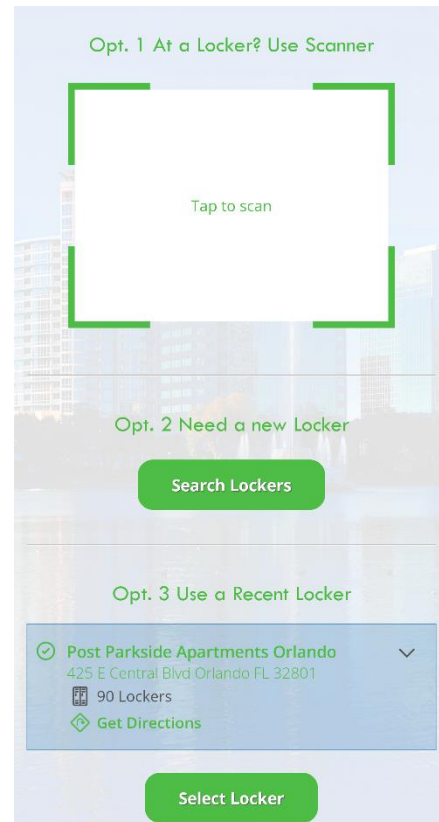 Opt. 1 At a Locker? Use Scanner
Tap to scan
Opt. 2 Need a new Locker
Search Lockers
Opt. 3 Use a Recent Locker
Post Parkside Apartments Orlando
425 E Central Blvd Orlando FL 32801
90 Lockers
Get Directions
Select Locker